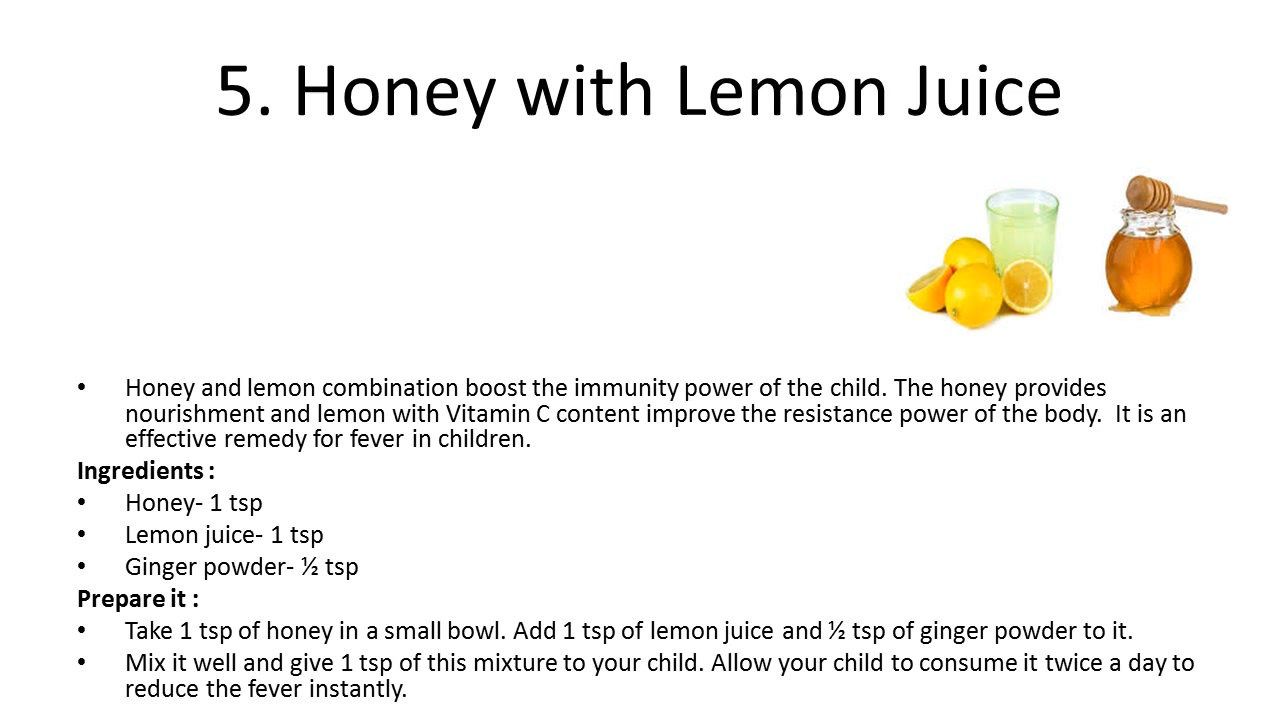 5. Honey with Lemon Juice
• Honey and lemon combination boost the immunity power of the child. The honey provides
nourishment and lemon with Vitamin C content improve the resistance power of the body.  It is an
effective remedy for fever in children.
Ingredients :
• Honey- 1 tsp
• Lemon juice- 1 tsp
• Ginger powder- ½ tsp
Prepare it :
• Take 1 tsp of honey in a small bowl. Add 1 tsp of lemon juice and ½ tsp of ginger powder to it.
• Mix it well and give 1 tsp of this mixture to your child. Allow your child to consume it twice a day to
reduce the fever instantly.